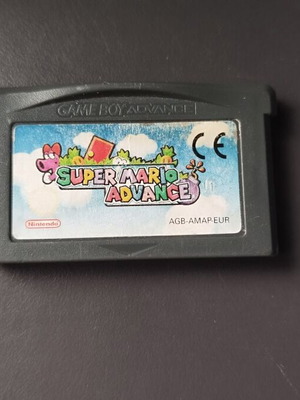 GAME BOY ADVANCE
CE
SUPER MARIO
ADVANCE
Nintendo
AGB-AMAP-EUR